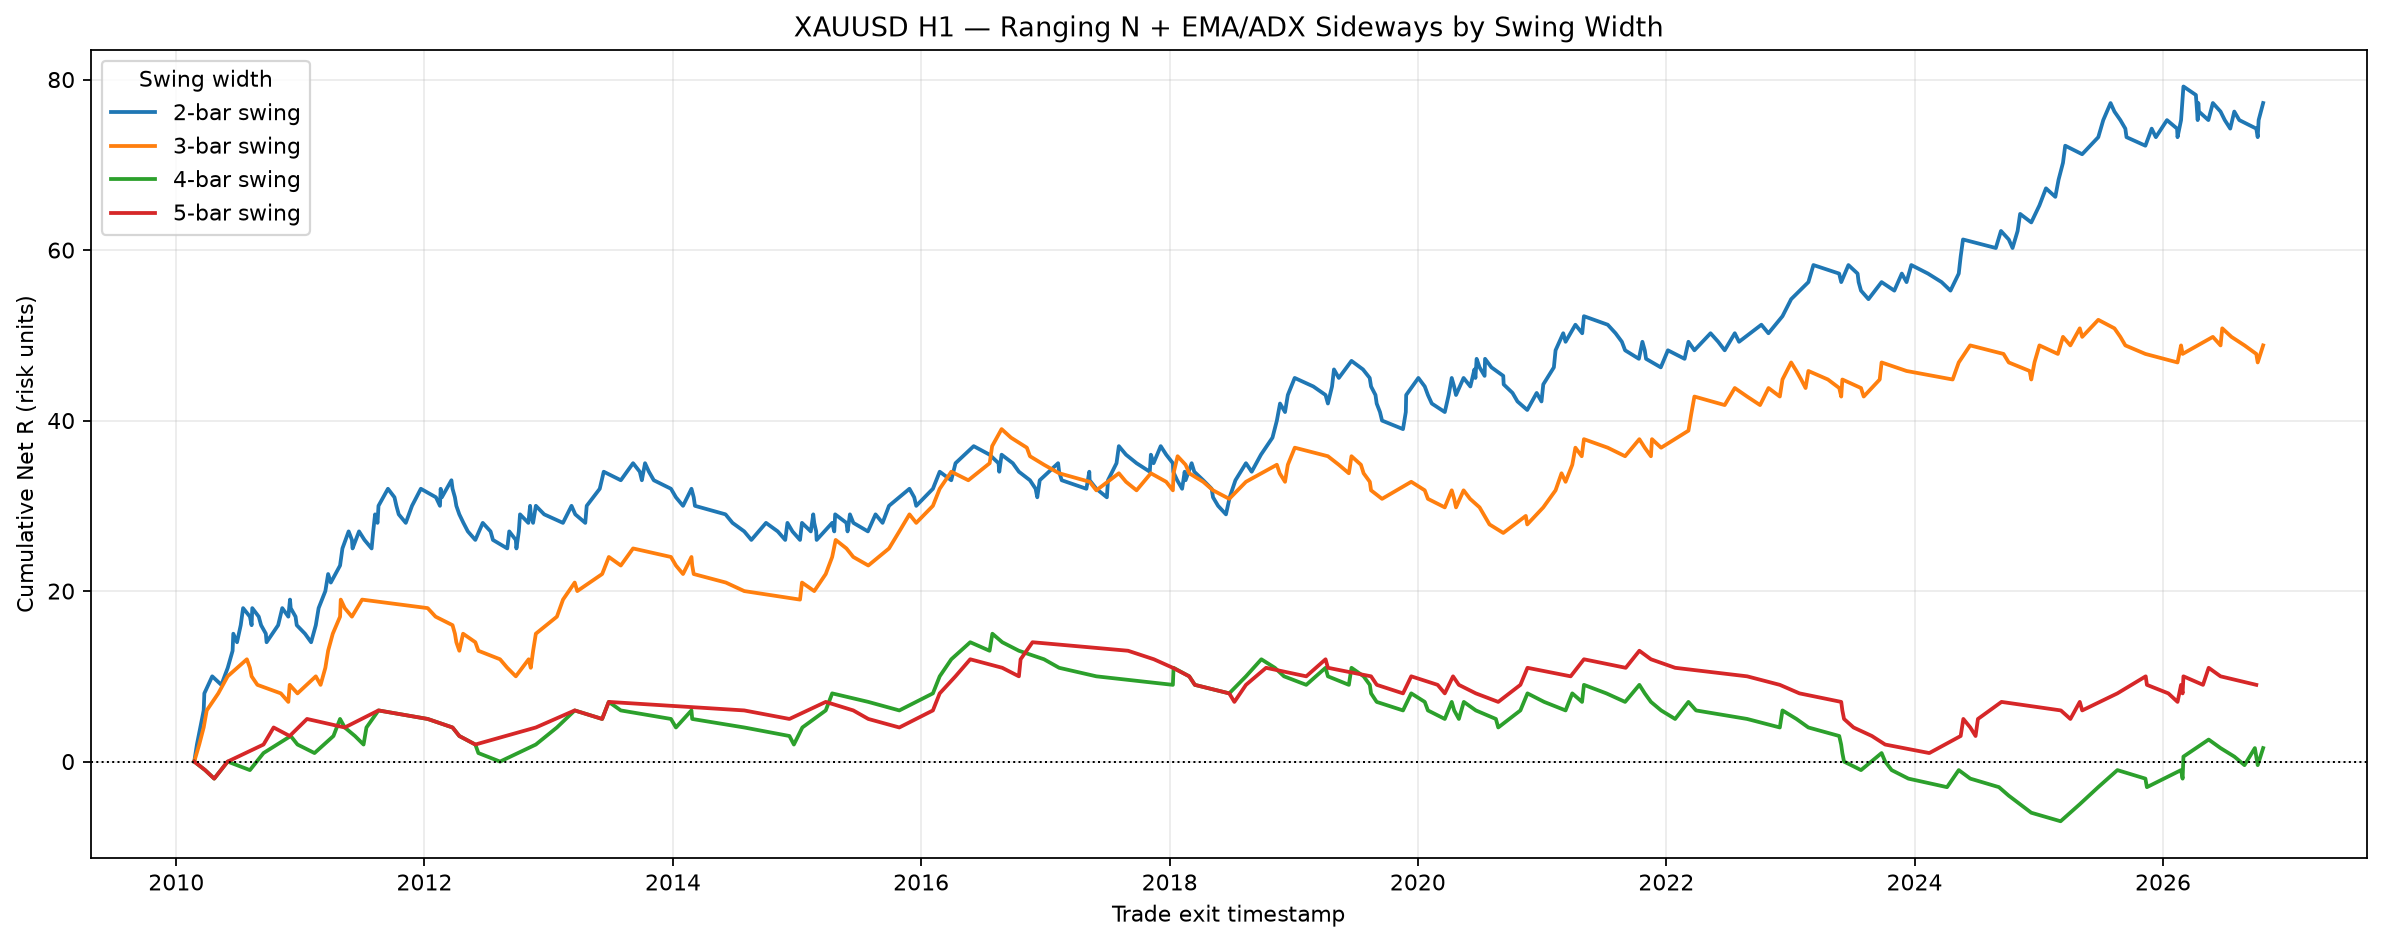 XAUUSD H1 — Ranging N + EMA/ADX Sideways by Swing Width
Swing width
2-bar swing
3-bar swing
4-bar swing
5-bar swing
Cumulative Net R (risk units)
80
60
40
20
0
2010 2012 2014 2016 2018 2020 2022 2024 2026
Trade exit timestamp